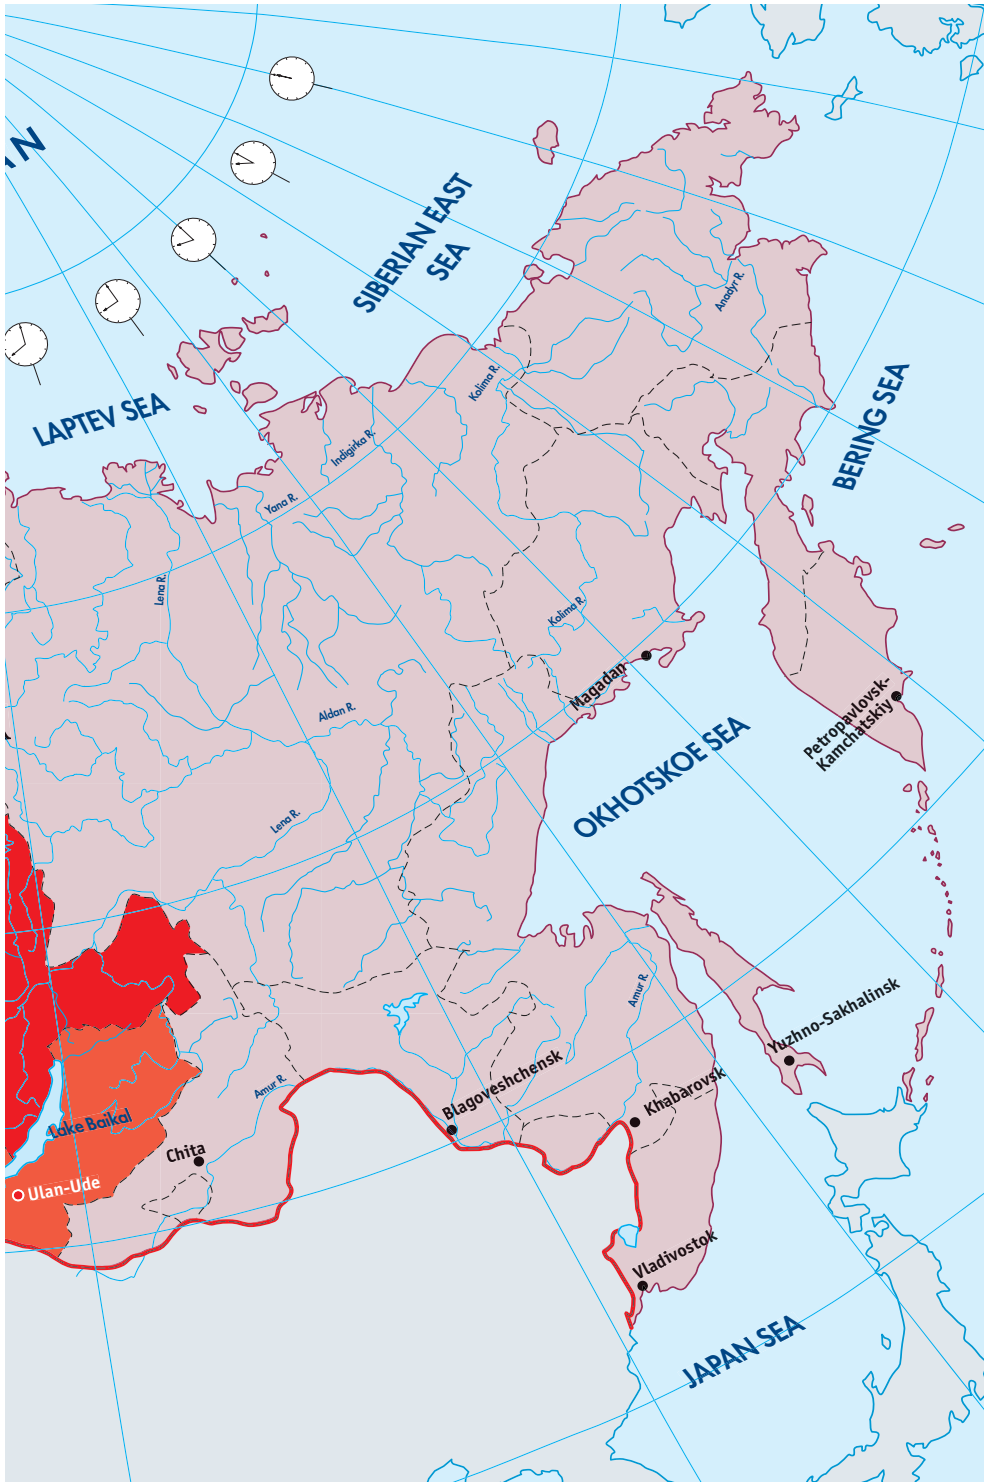 AN
SIBERIAN EAST
SEA
LAPTEV SEA
Anadyr R.
Kolima R.
BERING SEA
Indigirka R.
Yana R.
Lena R.
Kolima R.
Magadan
Petropavlovsk-
Kamchatskiy
Aldan R.
OKHOTSKOE SEA
Lena R.
Amur R.
Yuzhno-Sakhalinsk
Blagoveshchensk
Khabarovsk
Amur R.
Lake Baikal
Chita
Ulan-Ude
Vladivostok
JAPAN SEA